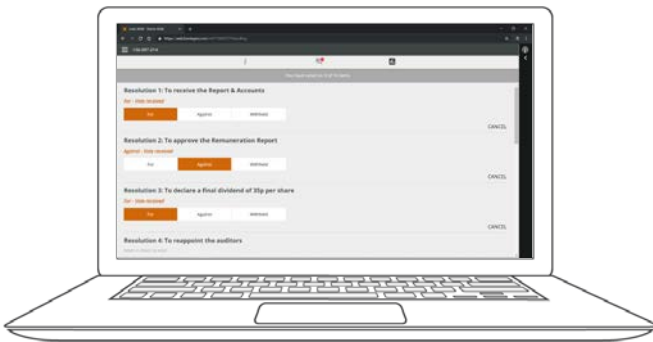 Resolution 1: To receive the Report & Accounts
For - Vote received
For Against Withheld
CANCEL
Resolution 2: To approve the Remuneration Report
Against - Vote received
For Against Withheld
CANCEL
Resolution 3: To declare a final dividend of 35p per share
For - Vote received
For Against Withheld
CANCEL
Resolution 4: To reappoint the auditors